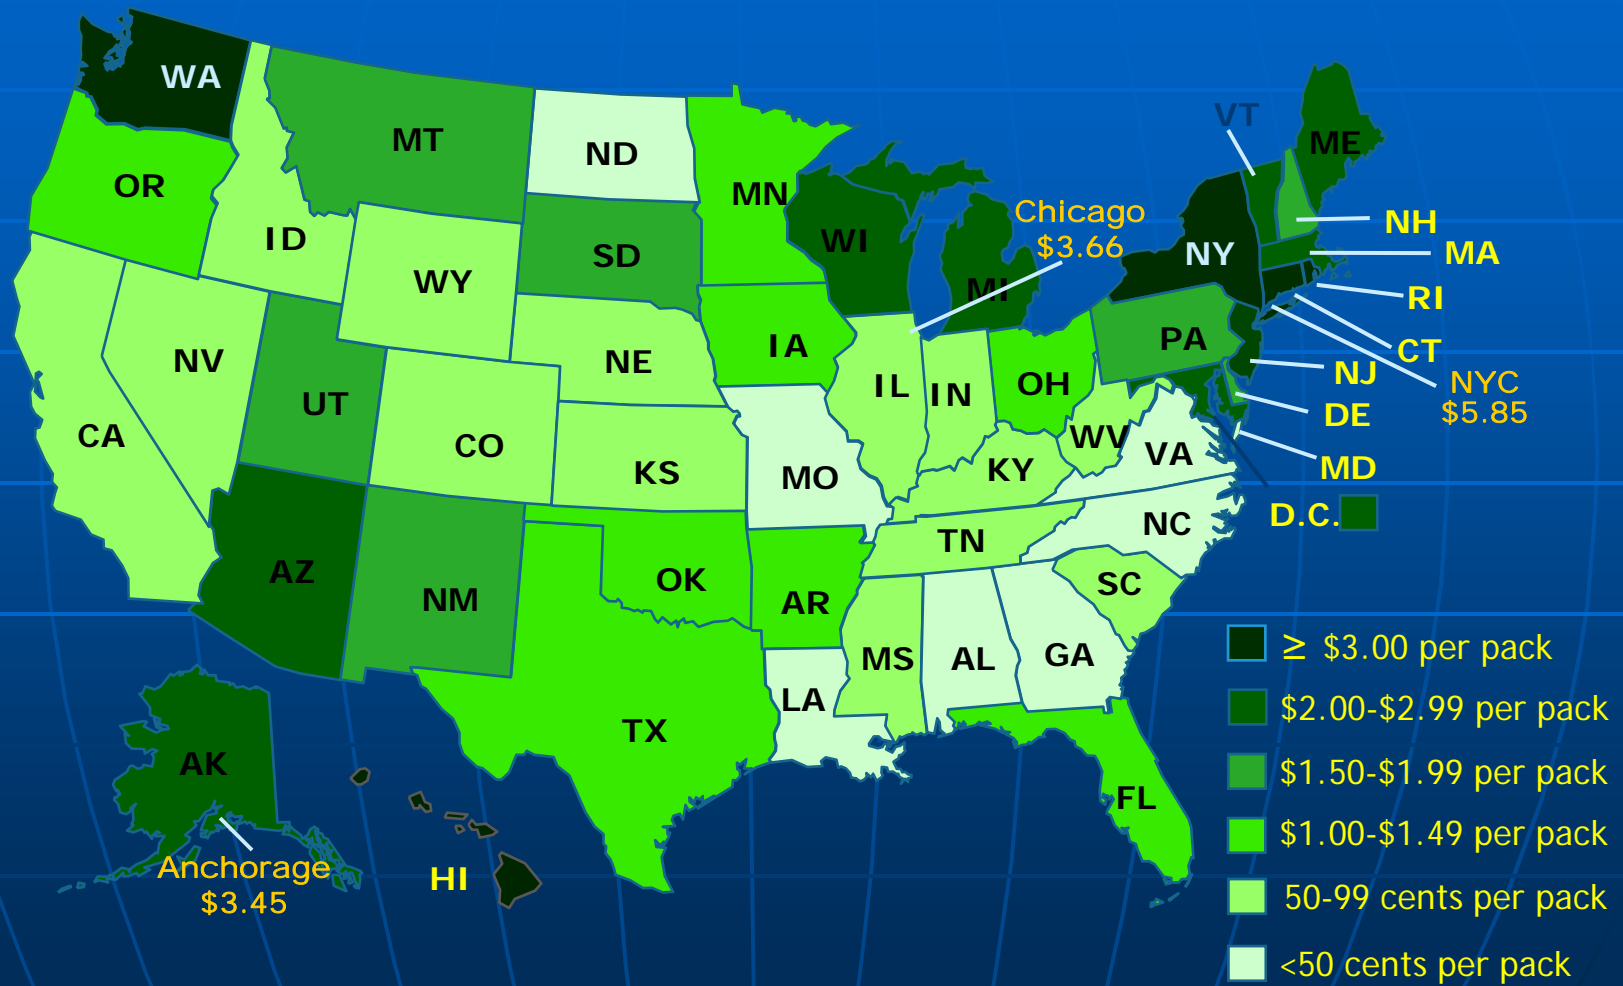 WA
MT
ND
MN
OR
ID
WY
SD
WI
MI
Chicago
$3.66
VT
ME
NY
NH
MA
RI
CT
NYC
$5.85
NJ
PA
DE
MD
D.C.
NV
UT
CO
NE
IA
IL
IN
OH
WV
VA
CA
KS
MO
KY
NC
TN
AZ
NM
OK
AR
SC
MS
AL
GA
LA
TX
FL
AK
Anchorage
$3.45
HI
≥ $3.00 per pack
$2.00-$2.99 per pack
$1.50-$1.99 per pack
$1.00-$1.49 per pack
50-99 cents per pack
<50 cents per pack